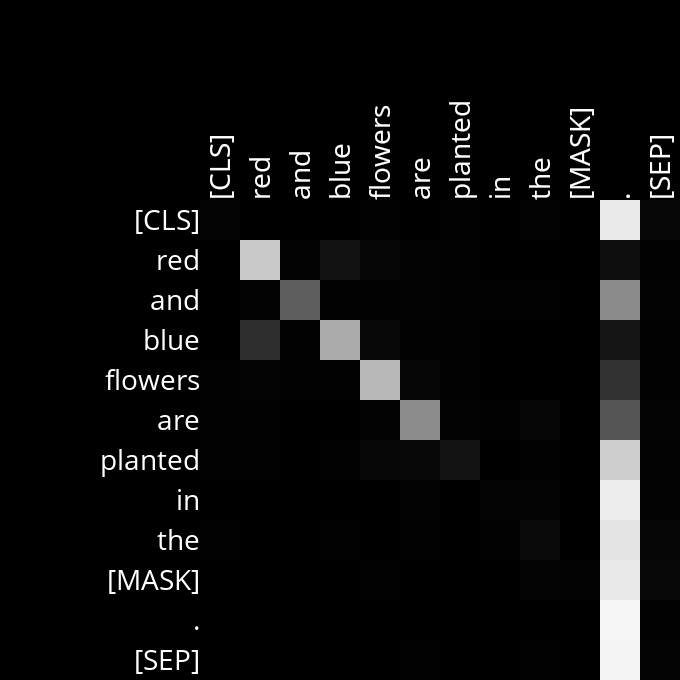 [CLS] red and blue flowers are planted in the [MASK] . [SEP]
[CLS]
red
and
blue
flowers
are
planted
in
the
[MASK]
.
[SEP]